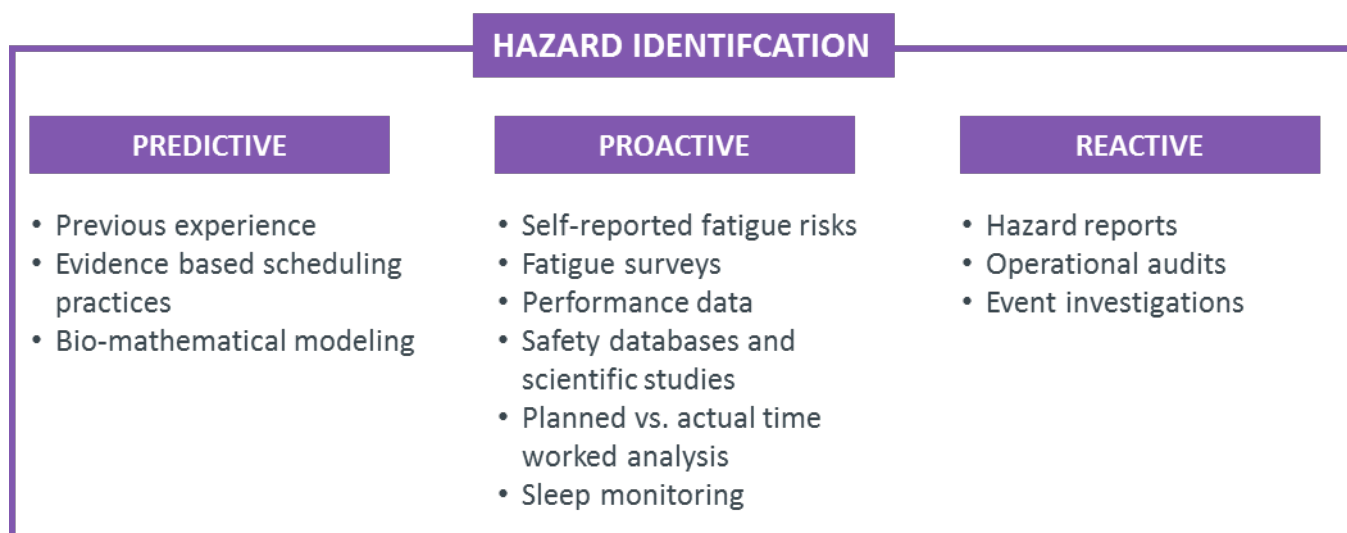 HAZARD IDENTIFCATION
PREDICTIVE
• Previous experience
• Evidence based scheduling
practices
• Bio-mathematical modeling
PROACTIVE
• Self-reported fatigue risks
• Fatigue surveys
• Performance data
• Safety databases and
scientific studies
• Planned vs. actual time
worked analysis
• Sleep monitoring
REACTIVE
• Hazard reports
• Operational audits
• Event investigations